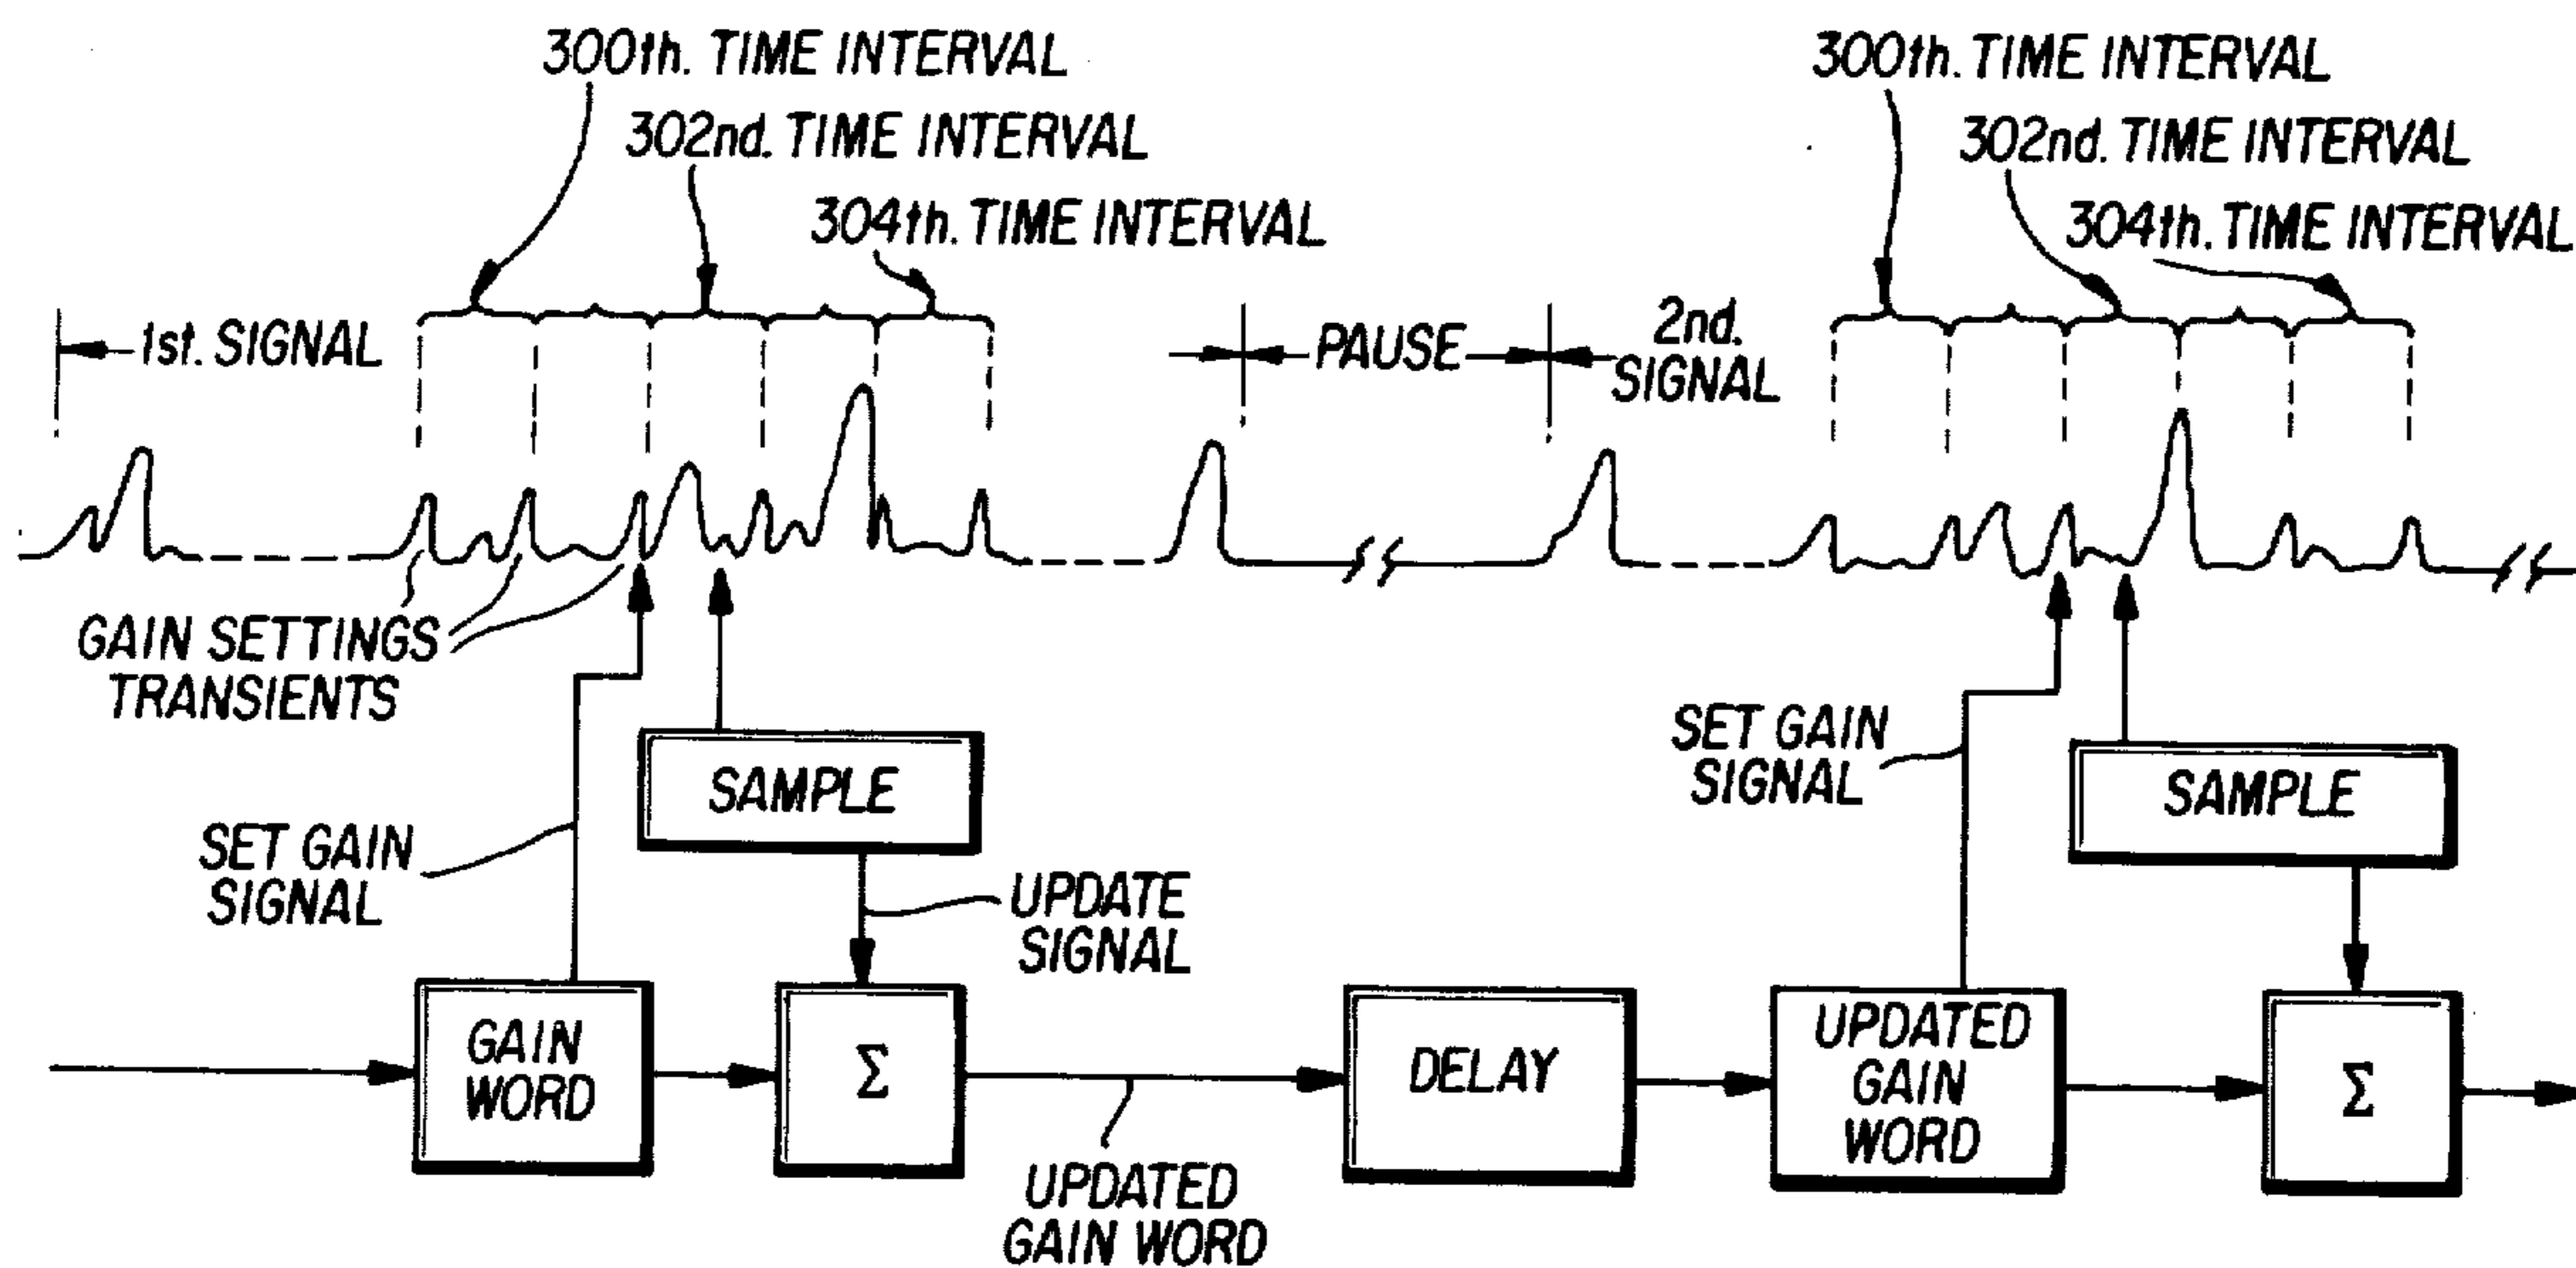 300th. TIME INTERVAL
302nd. TIME INTERVAL
304th. TIME INTERVAL
1st. SIGNAL
PAUSE
2nd.
SIGNAL
300th. TIME INTERVAL
302nd. TIME INTERVAL
304th. TIME INTERVAL
GAIN SETTINGS
TRANSIENTS
SET GAIN
SIGNAL
SAMPLE
UPDATE
SIGNAL
GAIN
WORD
Σ
UPDATED
GAIN WORD
DELAY
SET GAIN
SIGNAL
SAMPLE
UPDATED
GAIN
WORD
Σ